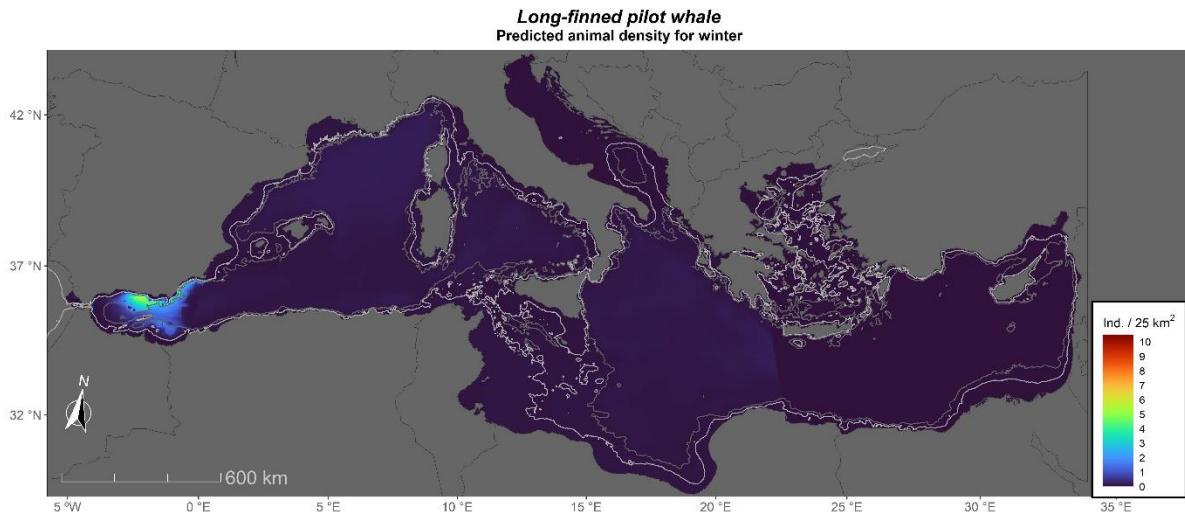 Long-finned pilot whale
Predicted animal density for winter
42 °N
37 °N
32 °N
N
600 km
Ind. / 25 km²
10
9
8
7
6
5
4
3
2
1
0
5 °W
0 °E
5 °E
10 °E
15 °E
20 °E
25 °E
30 °E
35 °E